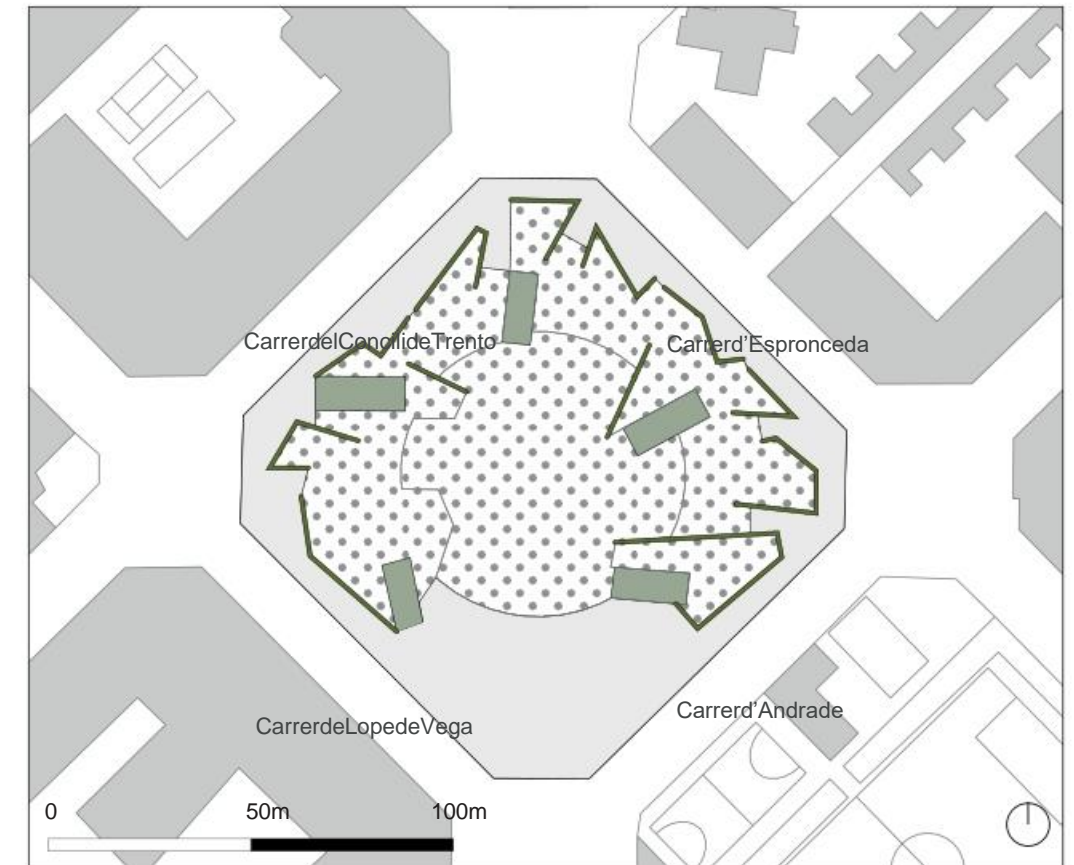 CarrerdelConcilideTrento
Carrerd'Espronceda
Carrerd'Andrade
CarrerdeLopedeVega
0 50m 100m